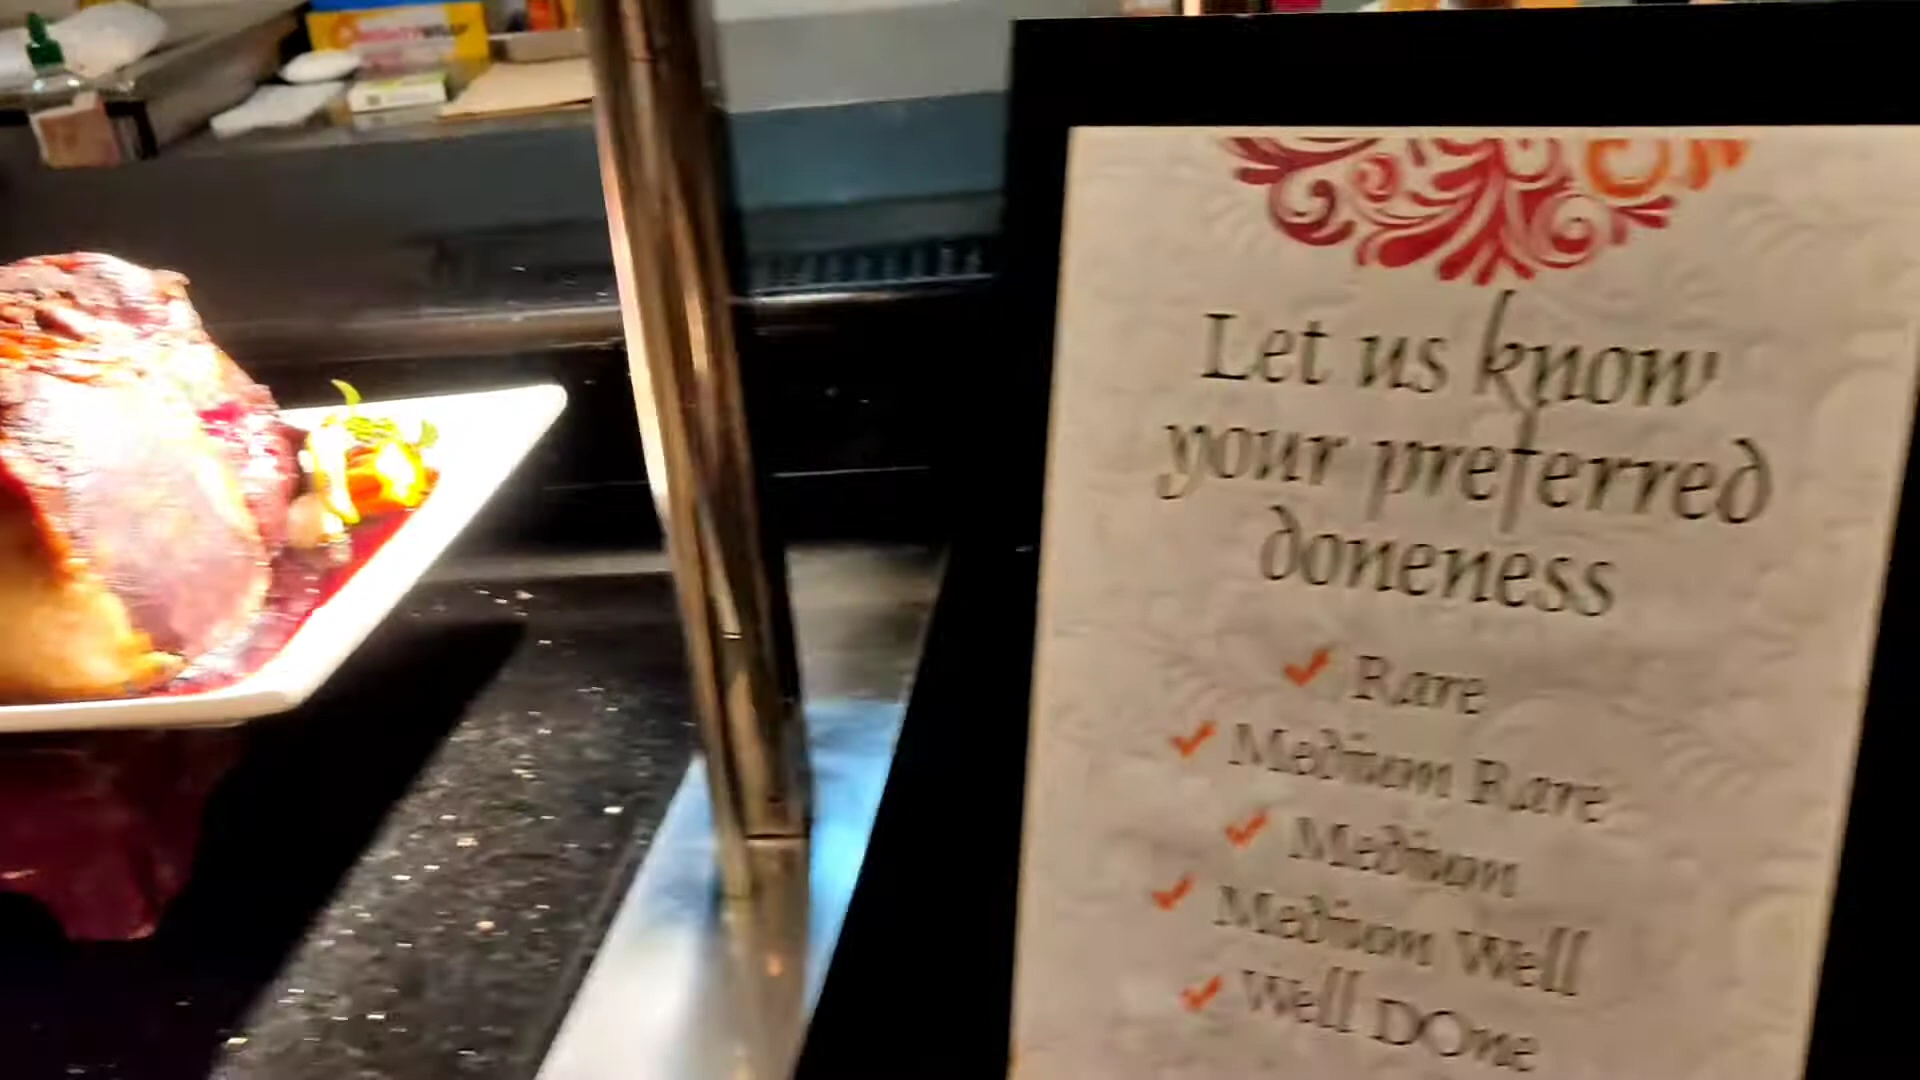 Let us know
your preferred
doneness
Rare
Medium Rare
Medium
Medium Well
Well DOne